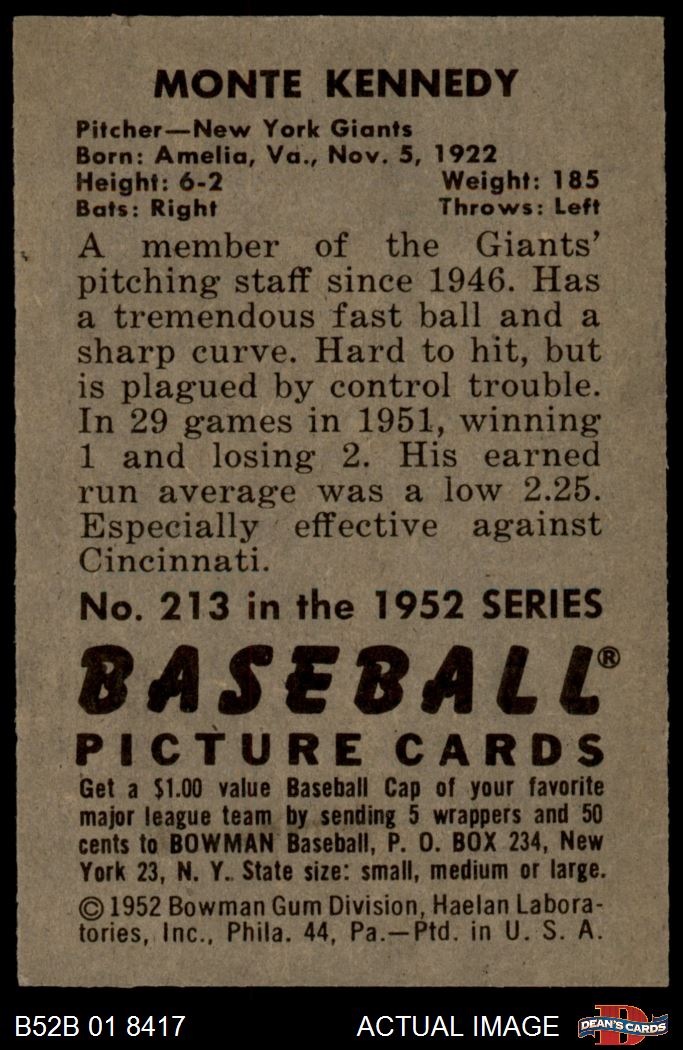 MONTE KENNEDY
Pitcher—New York Giants
Born: Amelia, Va., Nov. 5, 1922
Height: 6-2 Weight: 185
Bats: Right Throws: Left
A member of the Giants'
pitching staff since 1946. Has
a tremendous fast ball and a
sharp curve. Hard to hit, but
is plagued by control trouble.
In 29 games in 1951, winning
1 and losing 2. His earned
run average was a low 2.25.
Especially effective against
Cincinnati.
No. 213 in the 1952 SERIES
BASEBALL®
PICTURE CARDS
Get a $1.00 value Baseball Cap of your favorite
major league team by sending 5 wrappers and 50
cents to BOWMAN Baseball, P. O. BOX 234, New
York 23, N. Y. State size: small, medium or large.
© 1952 Bowman Gum Division, Haelan Labora-
tories, Inc., Phila. 44, Pa.—Ptd. in U. S. A.
B52B 01 8417 ACTUAL IMAGE D DEAN'S CARDS